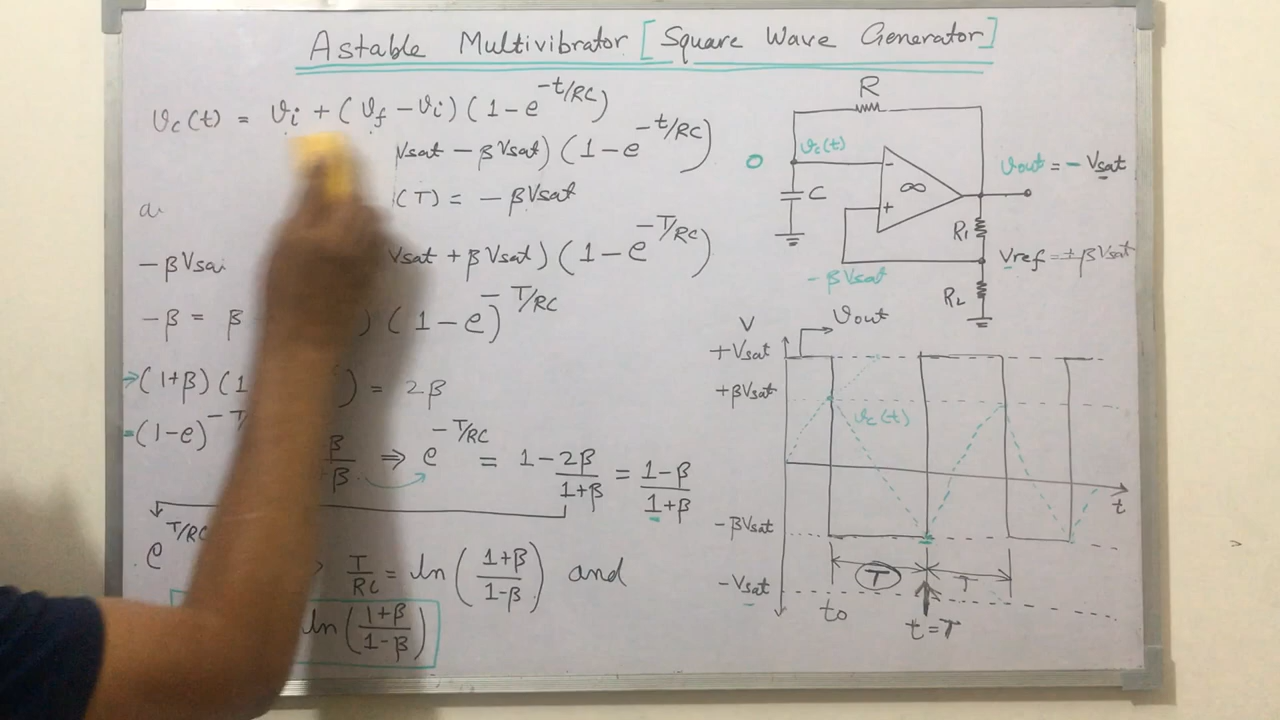 Astable Multivibrator [Square Wave Generator]
vc(t) = vi + (vf − vi)(1 − e^(−t/RC))
Vsat − βVsat)(1 − e^(−t/RC))
(T) = − βVsat
−βVsa
Vsat + βVsat)(1 − e^(−T/RC))
−β = β
)(1 − e)^(−T/RC)
→(1+β)(1
) = 2β
(1−e)^(−T/
⇒ e^(−T/RC) = 1 − 2β/(1+β) = (1−β)/(1+β)
e^(T/RC)
T/RC = ln((1+β)/(1−β)) and
ln((1+β)/(1−β))
R
vc(t)
C
−
+
∞
vout = − Vsat
R1
Vref = ±βVsat
−βVsat
R2
V
vout
+Vsat
+βVsat
vc(t)
t
−βVsat
−Vsat
T
T
to
t=T